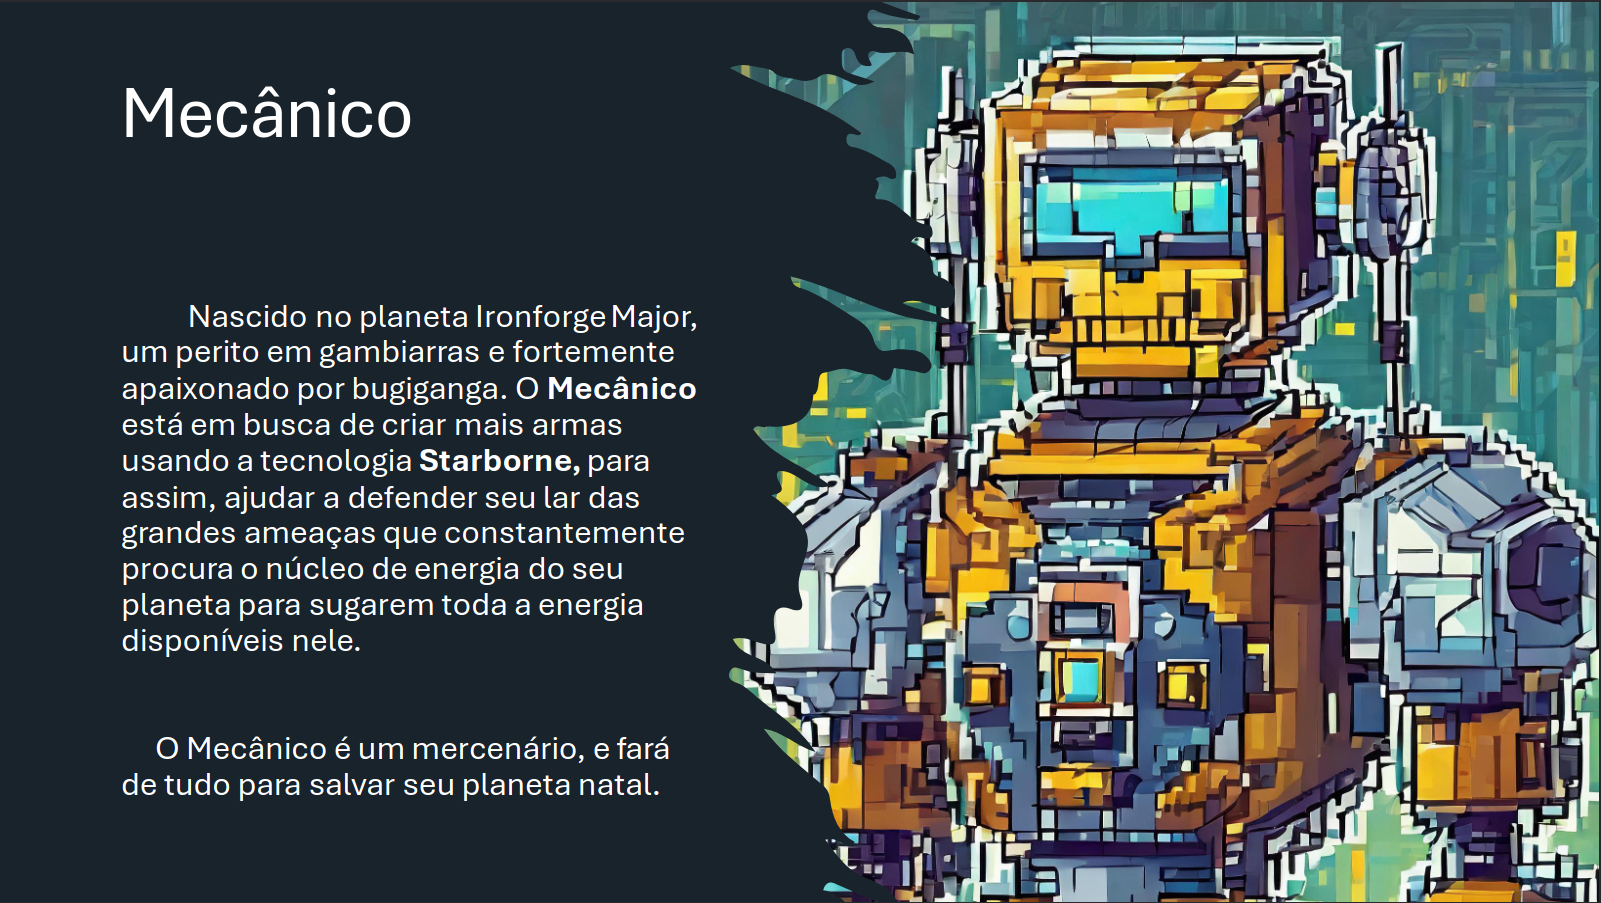 Mecânico
Nascido no planeta Ironforge Major,
um perito em gambiarras e fortemente
apaixonado por bugiganga. O Mecânico
está em busca de criar mais armas
usando a tecnologia Starborne, para
assim, ajudar a defender seu lar das
grandes ameaças que constantemente
procura o núcleo de energia do seu
planeta para sugarem toda a energia
disponíveis nele.
O Mecânico é um mercenário, e fará
de tudo para salvar seu planeta natal.